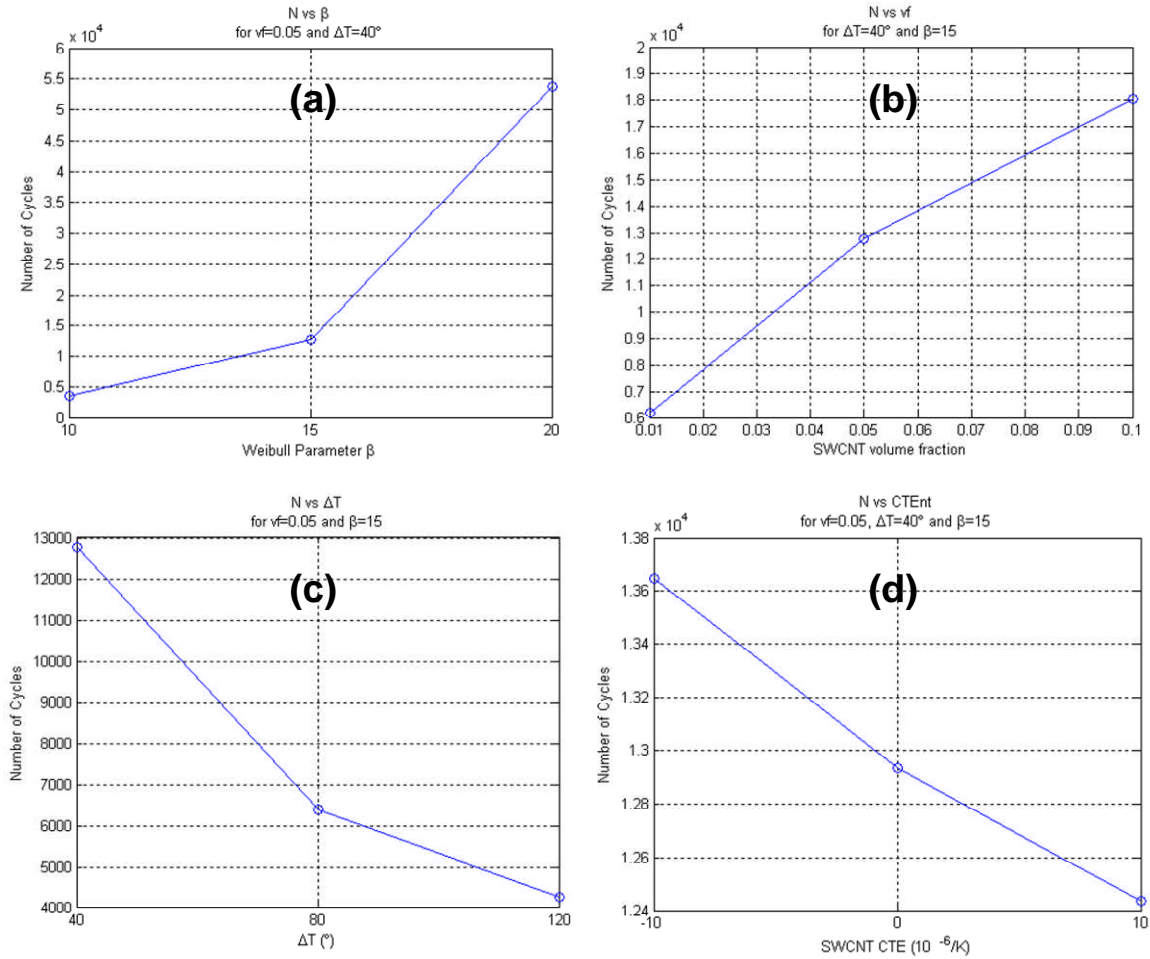 N vs β
for vf=0.05 and ΔT=40°
x 10^4
(a)
6
5.5
5
4.5
4
3.5
3
2.5
2
1.5
1
0.5
0
10
15
20
Number of Cycles
Weibull Parameter β
N vs vf
for ΔT=40° and β=15
x 10^4
(b)
2
1.9
1.8
1.7
1.6
1.5
1.4
1.3
1.2
1.1
1
0.9
0.8
0.7
0.6
0.01
0.02
0.03
0.04
0.05
0.06
0.07
0.08
0.09
0.1
Number of Cycles
SWCNT volume fraction
N vs ΔT
for vf=0.05 and β=15
(c)
13000
12000
11000
10000
9000
8000
7000
6000
5000
4000
40
80
120
Number of Cycles
ΔT (°)
N vs CTEnt
for vf=0.05, ΔT=40° and β=15
x 10^4
(d)
1.38
1.36
1.34
1.32
1.3
1.28
1.26
1.24
-10
0
10
Number of Cycles
SWCNT CTE (10^-6/K)